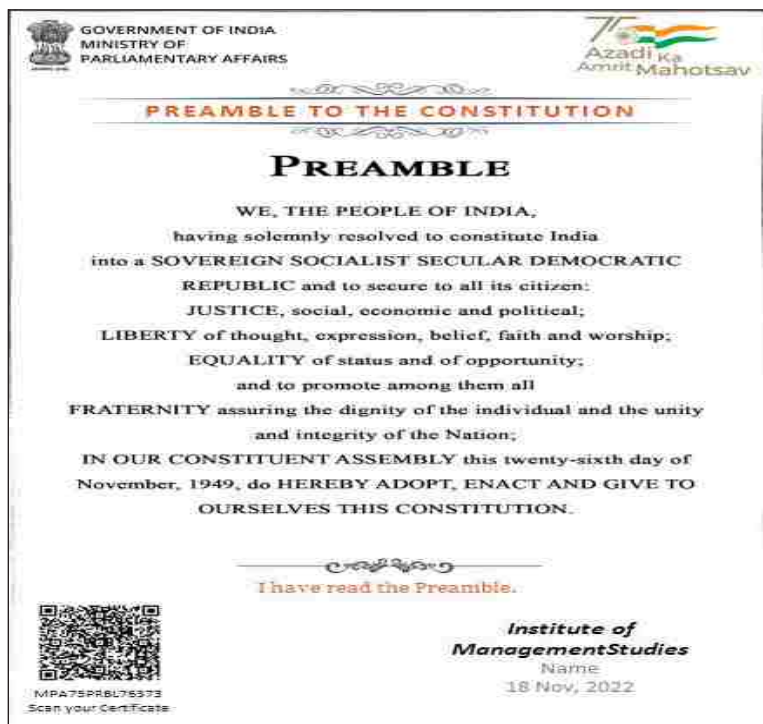 GOVERNMENT OF INDIA
MINISTRY OF
PARLIAMENTARY AFFAIRS
75
Azadi Ka
Amrit Mahotsav
PREAMBLE TO THE CONSTITUTION
PREAMBLE
WE, THE PEOPLE OF INDIA,
having solemnly resolved to constitute India
into a SOVEREIGN SOCIALIST SECULAR DEMOCRATIC
REPUBLIC and to secure to all its citizen:
JUSTICE, social, economic and political;
LIBERTY of thought, expression, belief, faith and worship;
EQUALITY of status and of opportunity;
and to promote among them all
FRATERNITY assuring the dignity of the individual and the unity
and integrity of the Nation;
IN OUR CONSTITUENT ASSEMBLY this twenty-sixth day of
November, 1949, do HEREBY ADOPT, ENACT AND GIVE TO
OURSELVES THIS CONSTITUTION.
I have read the Preamble.
Institute of
ManagementStudies
Name
18 Nov, 2022
MPA75PRBL76373
Scan your Certificate